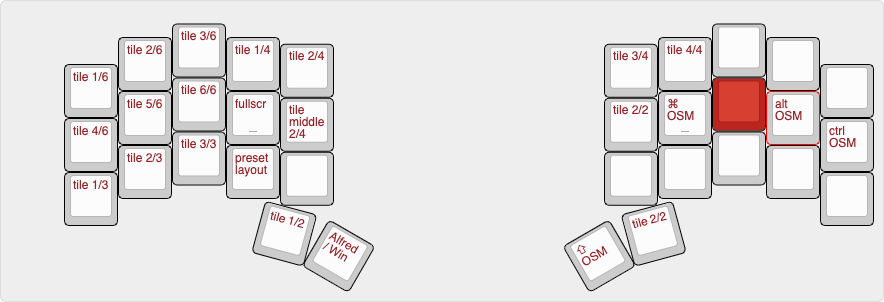 tile 3/6
tile 2/6
tile 1/4
tile 2/4
tile 1/6
tile 6/6
tile 5/6
fullscr
_
tile
middle
2/4
tile 4/6
tile 3/3
tile 2/3
preset
layout
tile 1/3
tile 1/2
Alfred
/ Win
tile 3/4
tile 4/4
tile 2/2
⌘
OSM
_
alt
OSM
ctrl
OSM
⇧
OSM
tile 2/2